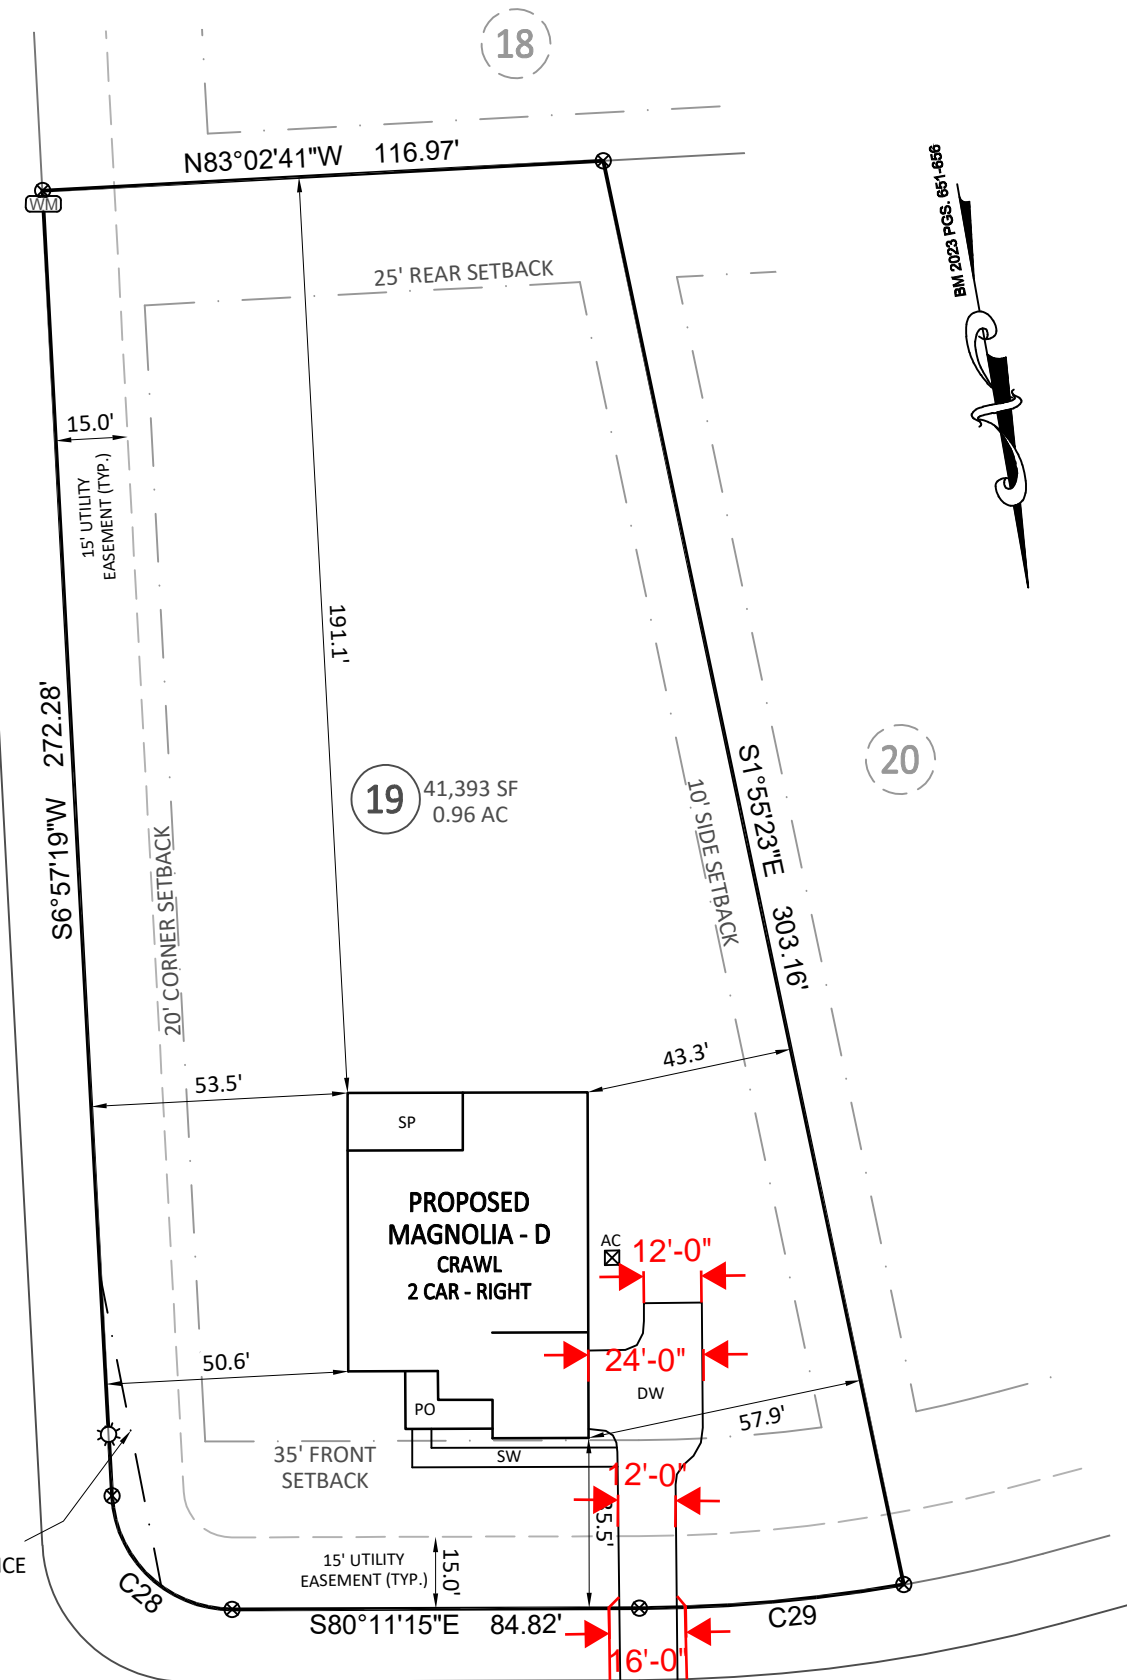 18
N83°02'41"W 116.97'
WM
BM 2023 PGS. 651-656
25' REAR SETBACK
15.0'
15' UTILITY
EASEMENT (TYP.)
191.1'
S6°57'19"W 272.28'
S1°55'23"E 303.16'
20
19
41,393 SF
0.96 AC
10' SIDE SETBACK
20' CORNER SETBACK
53.5'
43.3'
SP
PROPOSED
MAGNOLIA - D
CRAWL
2 CAR - RIGHT
AC
12'-0"
24'-0"
DW
50.6'
PO
57.9'
SW
35' FRONT
SETBACK
12'-0"
5.5'
15' UTILITY
EASEMENT (TYP.)
15.0'
C28
S80°11'15"E 84.82'
C29
16'-0"